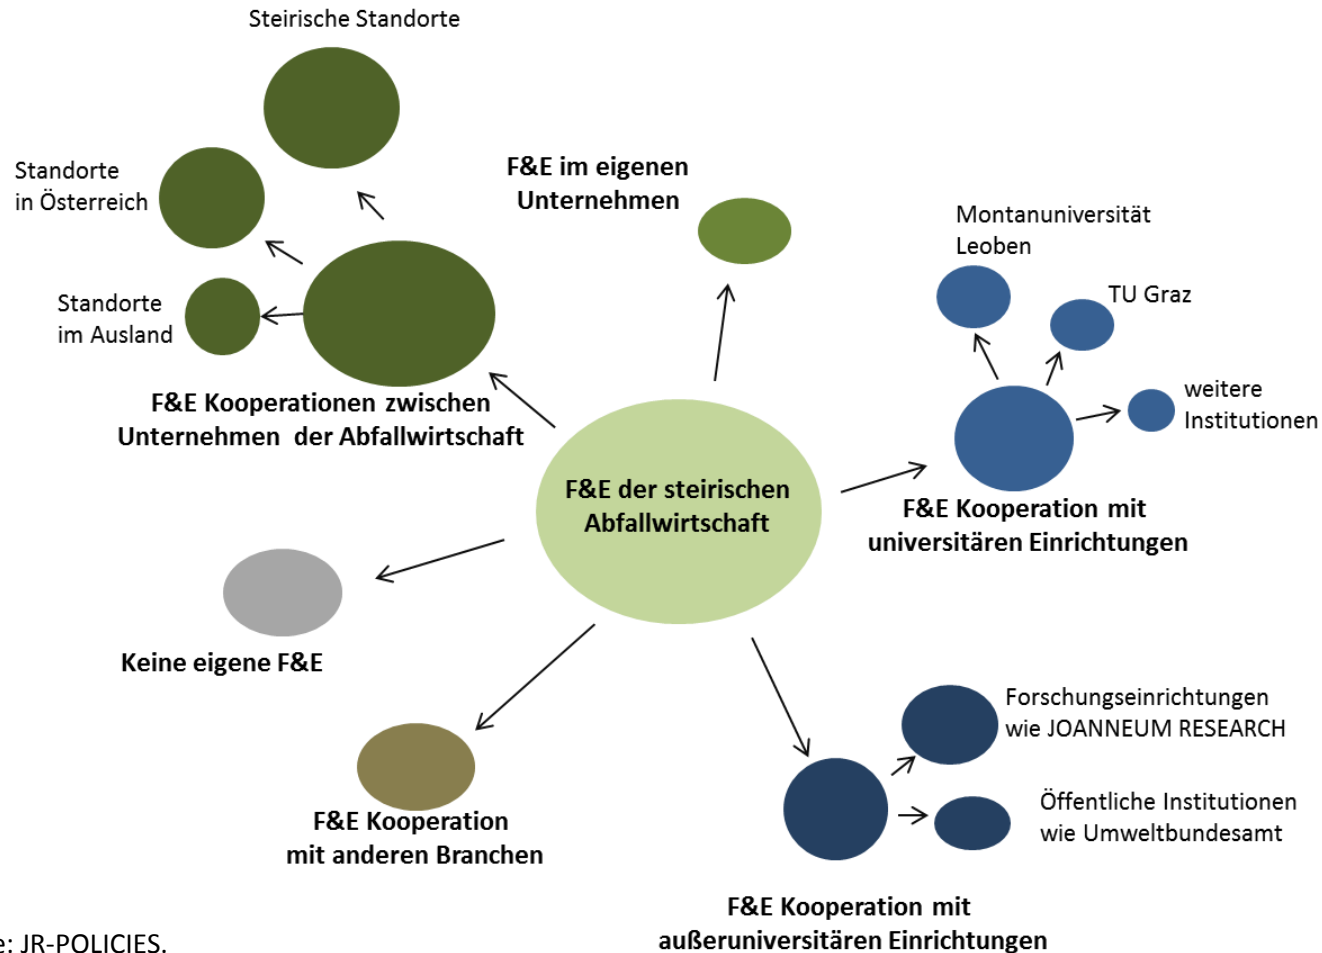 Steirische Standorte
Standorte
in Österreich
Standorte
im Ausland
F&E Kooperationen zwischen
Unternehmen der Abfallwirtschaft
F&E im eigenen
Unternehmen
Montanuniversität
Leoben
TU Graz
weitere
Institutionen
F&E Kooperation mit
universitären Einrichtungen
F&E der steirischen
Abfallwirtschaft
Keine eigene F&E
F&E Kooperation
mit anderen Branchen
Forschungseinrichtungen
wie JOANNEUM RESEARCH
Öffentliche Institutionen
wie Umweltbundesamt
F&E Kooperation mit
außeruniversitären Einrichtungen
e: JR-POLICIES.